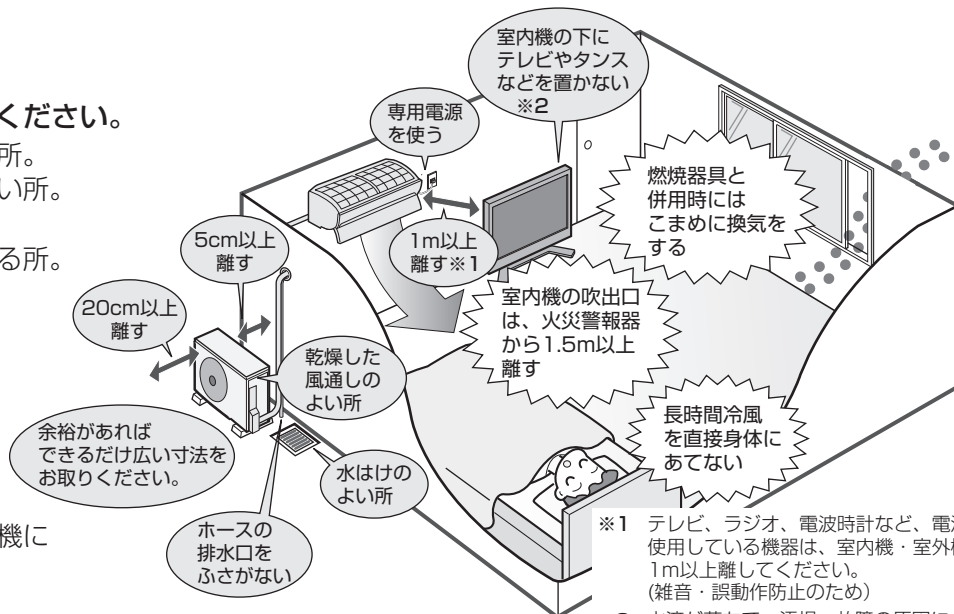 ください。
所。
い所。
る所。
室内機の下に
テレビやタンス
などを置かない
※2
専用電源
を使う
燃焼器具と
併用時には
こまめに換気を
する
5cm以上
離す
1m以上
離す※1
20cm以上
離す
室内機の吹出口
は、火災警報器
から1.5m以上
離す
乾燥した
風通しの
よい所
長時間冷風
を直接身体に
あてない
余裕があれば
できるだけ広い寸法を
お取りください。
水はけの
よい所
ホースの
排水口を
ふさがない
機に
※1 テレビ、ラジオ、電波時計など、電
使用している機器は、室内機・室外
1m以上離してください。
(雑音・誤動作防止のため)